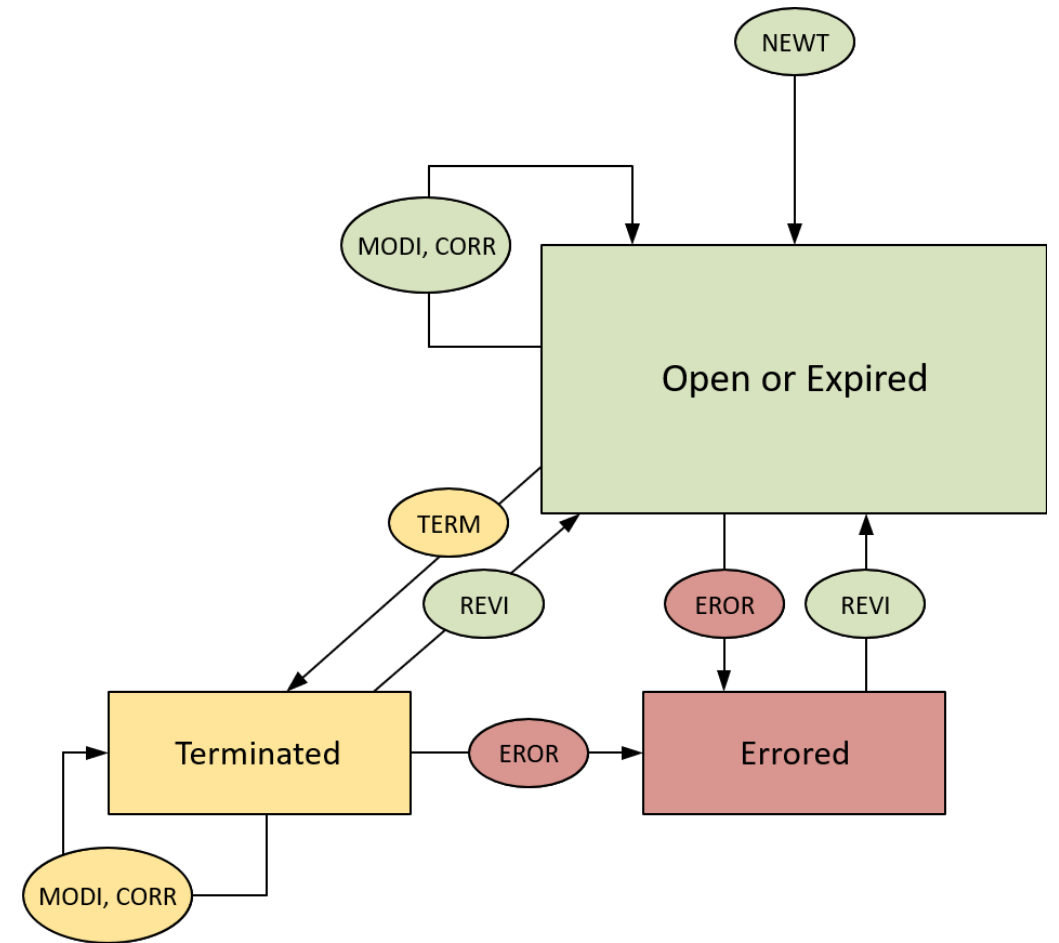 NEWT
MODI, CORR
Open or Expired
TERM
REVI
EROR
REVI
Terminated
EROR
Errored
MODI, CORR